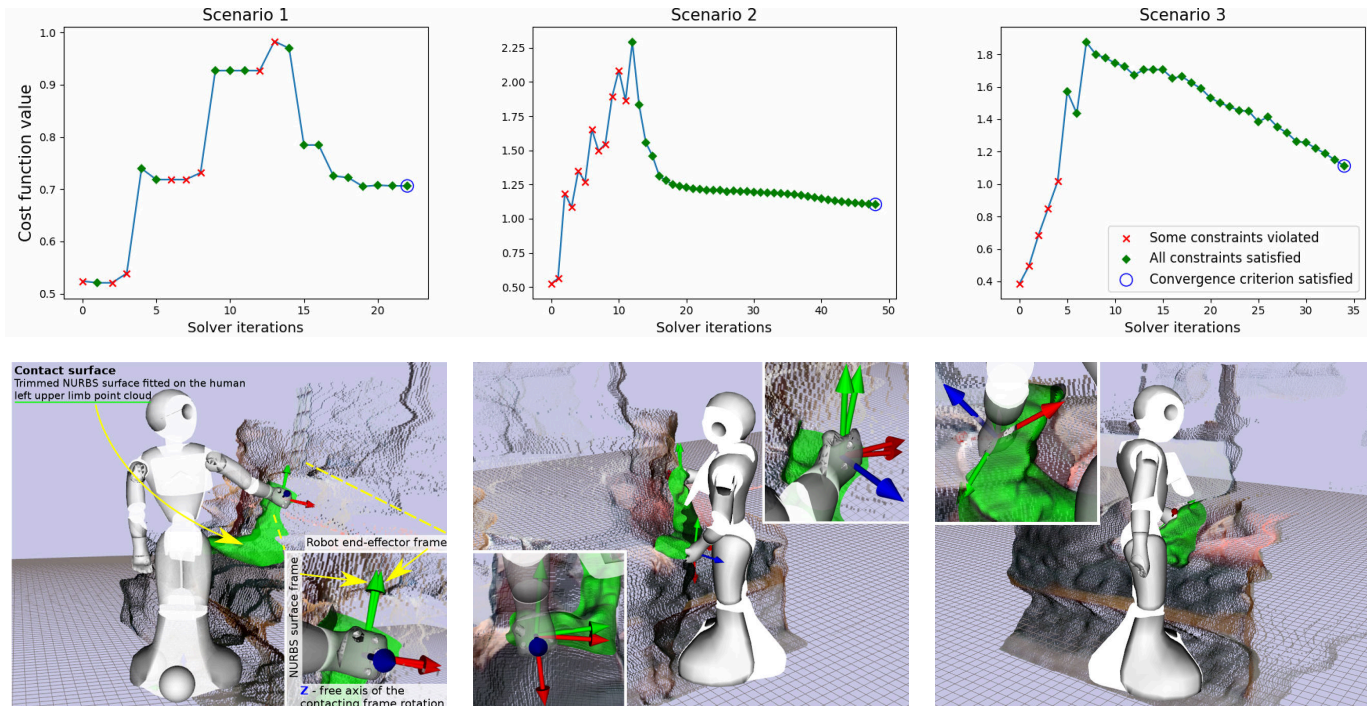 Scenario 1
Scenario 2
Scenario 3
Cost function value
1.0
0.9
0.8
0.7
0.6
0.5
0
5
10
15
20
Solver iterations
2.25
2.00
1.75
1.50
1.25
1.00
0.75
0.50
0
10
20
30
40
50
Solver iterations
1.8
1.6
1.4
1.2
1.0
0.8
0.6
0.4
0
5
10
15
20
25
30
35
Solver iterations
Some constraints violated
All constraints satisfied
Convergence criterion satisfied
Contact surface
Trimmed NURBS surface fitted on the human
left upper limb point cloud
Robot end-effector frame
NURBS surface frame
Z - free axis of the
contacting frame rotation